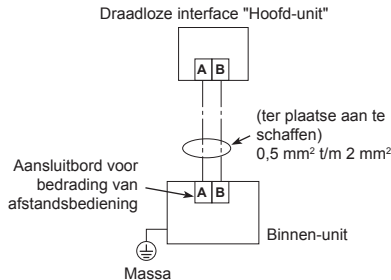 Draadloze interface "Hoofd-unit"
A B
(ter plaatse aan te
schaffen)
0,5 mm² t/m 2 mm²
Aansluitbord voor
bedrading van
afstandsbediening
A B
Binnen-unit
Massa